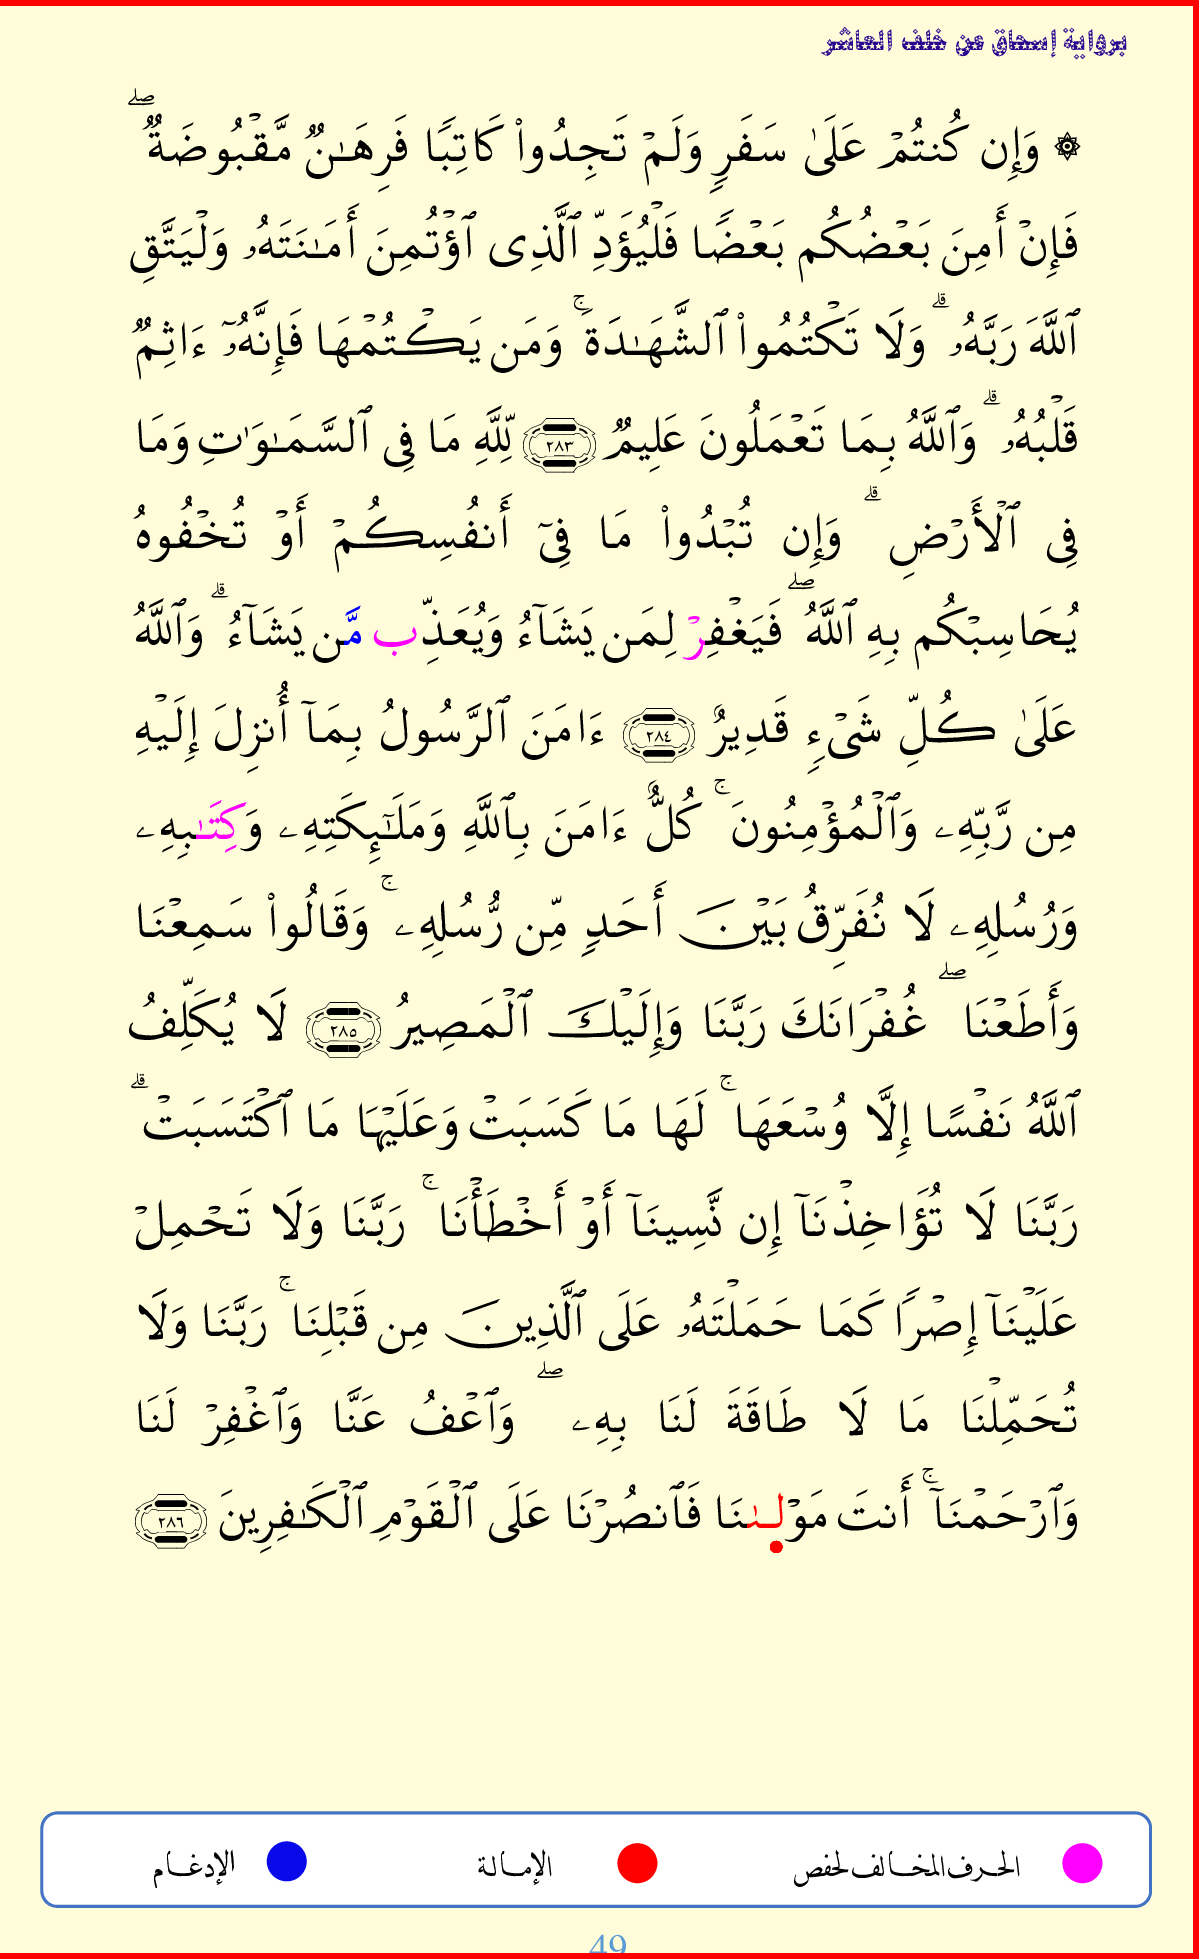 برواية إسحاق عن خلف العاشر
۞ وَإِن كُنتُمْ عَلَىٰ سَفَرٍ وَلَمْ تَجِدُوا۟ كَاتِبًا فَرِهَـٰنٌ مَّقْبُوضَةٌ ۖ
فَإِنْ أَمِنَ بَعْضُكُم بَعْضًا فَلْيُؤَدِّ ٱلَّذِى ٱؤْتُمِنَ أَمَـٰنَتَهُۥ وَلْيَتَّقِ
ٱللَّهَ رَبَّهُۥ ۗ وَلَا تَكْتُمُوا۟ ٱلشَّهَـٰدَةَ ۚ وَمَن يَكْتُمْهَا فَإِنَّهُۥٓ ءَاثِمٌ
قَلْبُهُۥ ۗ وَٱللَّهُ بِمَا تَعْمَلُونَ عَلِيمٌ ٢٨٣ لِّلَّهِ مَا فِى ٱلسَّمَـٰوَٰتِ وَمَا
فِى ٱلْأَرْضِ ۗ وَإِن تُبْدُوا۟ مَا فِىٓ أَنفُسِكُمْ أَوْ تُخْفُوهُ
يُحَاسِبْكُم بِهِ ٱللَّهُ ۖ فَيَغْفِرْ لِمَن يَشَآءُ وَيُعَذِّب مَّن يَشَآءُ ۗ وَٱللَّهُ
عَلَىٰ كُلِّ شَىْءٍ قَدِيرٌ ٢٨٤ ءَامَنَ ٱلرَّسُولُ بِمَآ أُنزِلَ إِلَيْهِ
مِن رَّبِّهِۦ وَٱلْمُؤْمِنُونَ ۚ كُلٌّ ءَامَنَ بِٱللَّهِ وَمَلَـٰٓئِكَتِهِۦ وَكِتَـٰبِهِۦ
وَرُسُلِهِۦ لَا نُفَرِّقُ بَيْنَ أَحَدٍ مِّن رُّسُلِهِۦ ۚ وَقَالُوا۟ سَمِعْنَا
وَأَطَعْنَا ۖ غُفْرَانَكَ رَبَّنَا وَإِلَيْكَ ٱلْمَصِيرُ ٢٨٥ لَا يُكَلِّفُ
ٱللَّهُ نَفْسًا إِلَّا وُسْعَهَا ۚ لَهَا مَا كَسَبَتْ وَعَلَيْهَا مَا ٱكْتَسَبَتْ ۗ
رَبَّنَا لَا تُؤَاخِذْنَآ إِن نَّسِينَآ أَوْ أَخْطَأْنَا ۚ رَبَّنَا وَلَا تَحْمِلْ
عَلَيْنَآ إِصْرًا كَمَا حَمَلْتَهُۥ عَلَى ٱلَّذِينَ مِن قَبْلِنَا ۚ رَبَّنَا وَلَا
تُحَمِّلْنَا مَا لَا طَاقَةَ لَنَا بِهِۦ ۖ وَٱعْفُ عَنَّا وَٱغْفِرْ لَنَا
وَٱرْحَمْنَآ ۚ أَنتَ مَوْلَـٰنَا فَٱنصُرْنَا عَلَى ٱلْقَوْمِ ٱلْكَـٰفِرِينَ ٢٨٦
الحرف المخالف لحفص الإمالة الإدغام
49